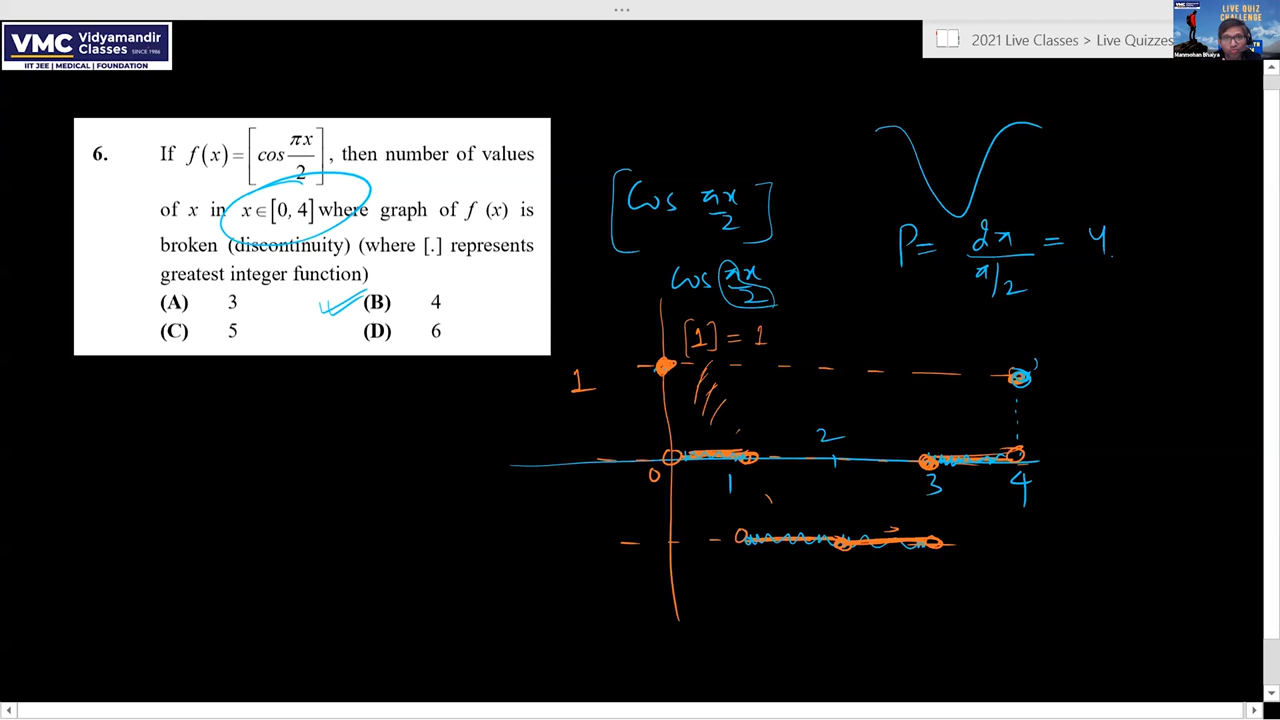 VMC Vidyamandir Classes
SINCE 1986
IIT JEE | MEDICAL | FOUNDATION
2021 Live Classes > Live Quizzes
LIVE QUIZ
CHALLENGE
Manmohan Bhaiya
6. If f(x) = [cos πx/2], then number of values
of x in x ∈ [0, 4] where graph of f (x) is
broken (discontinuity) (where [.] represents
greatest integer function)
(A) 3 (B) 4
(C) 5 (D) 6
[Cos πx/2]
P = 2π/π/2 = 4
Cos πx/2
[1] = 1
1
2
0 1 3 4